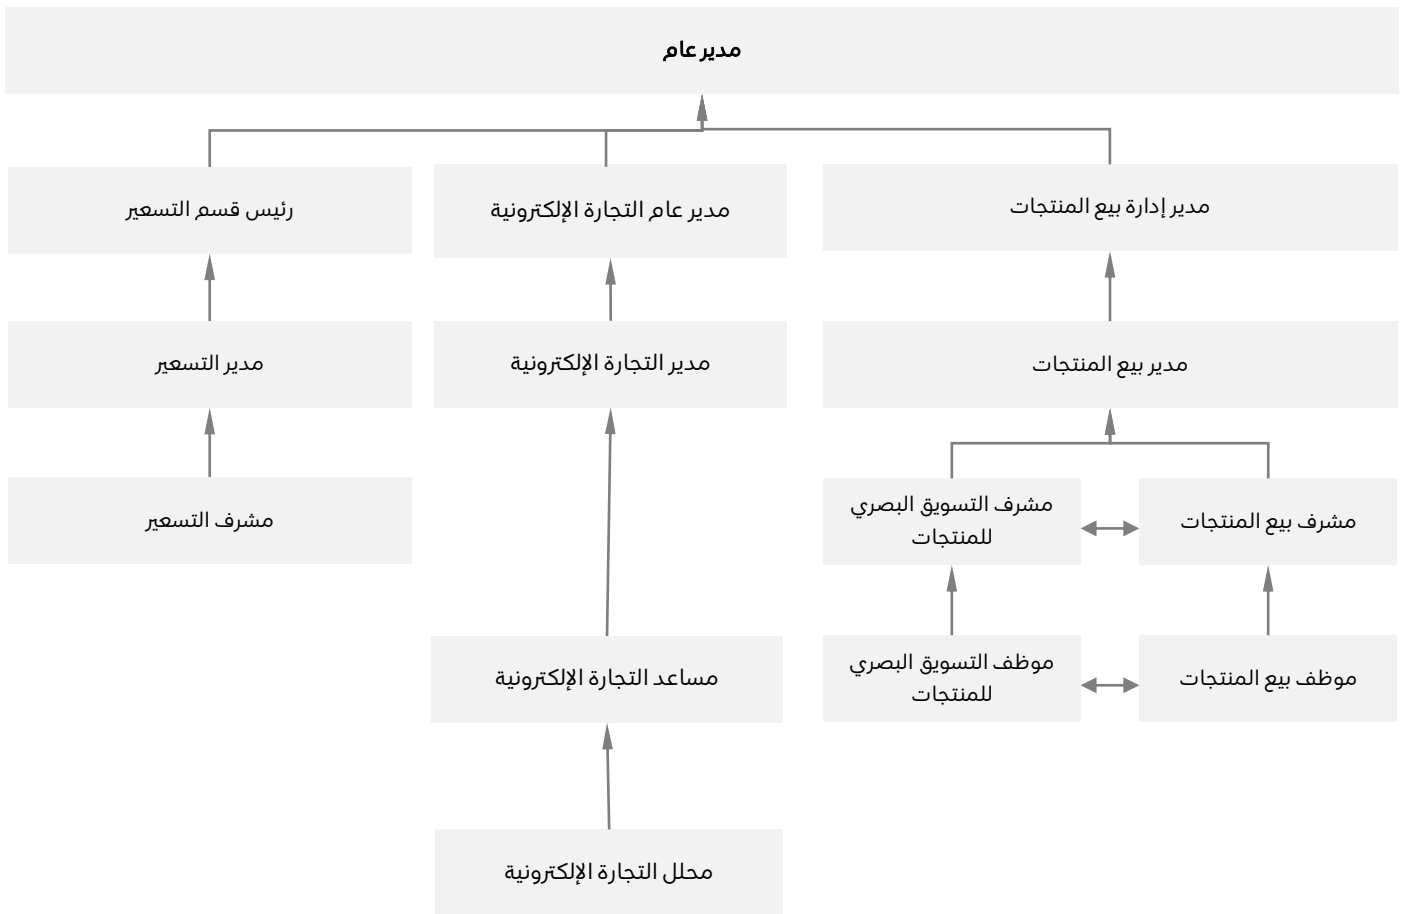 مدير عام
مدير إدارة بيع المنتجات
مدير عام التجارة الإلكترونية
رئيس قسم التسعير
مدير بيع المنتجات
مدير التجارة الإلكترونية
مدير التسعير
مشرف بيع المنتجات
مشرف التسويق البصري
للمنتجات
مشرف التسعير
موظف بيع المنتجات
موظف التسويق البصري
للمنتجات
مساعد التجارة الإلكترونية
محلل التجارة الإلكترونية